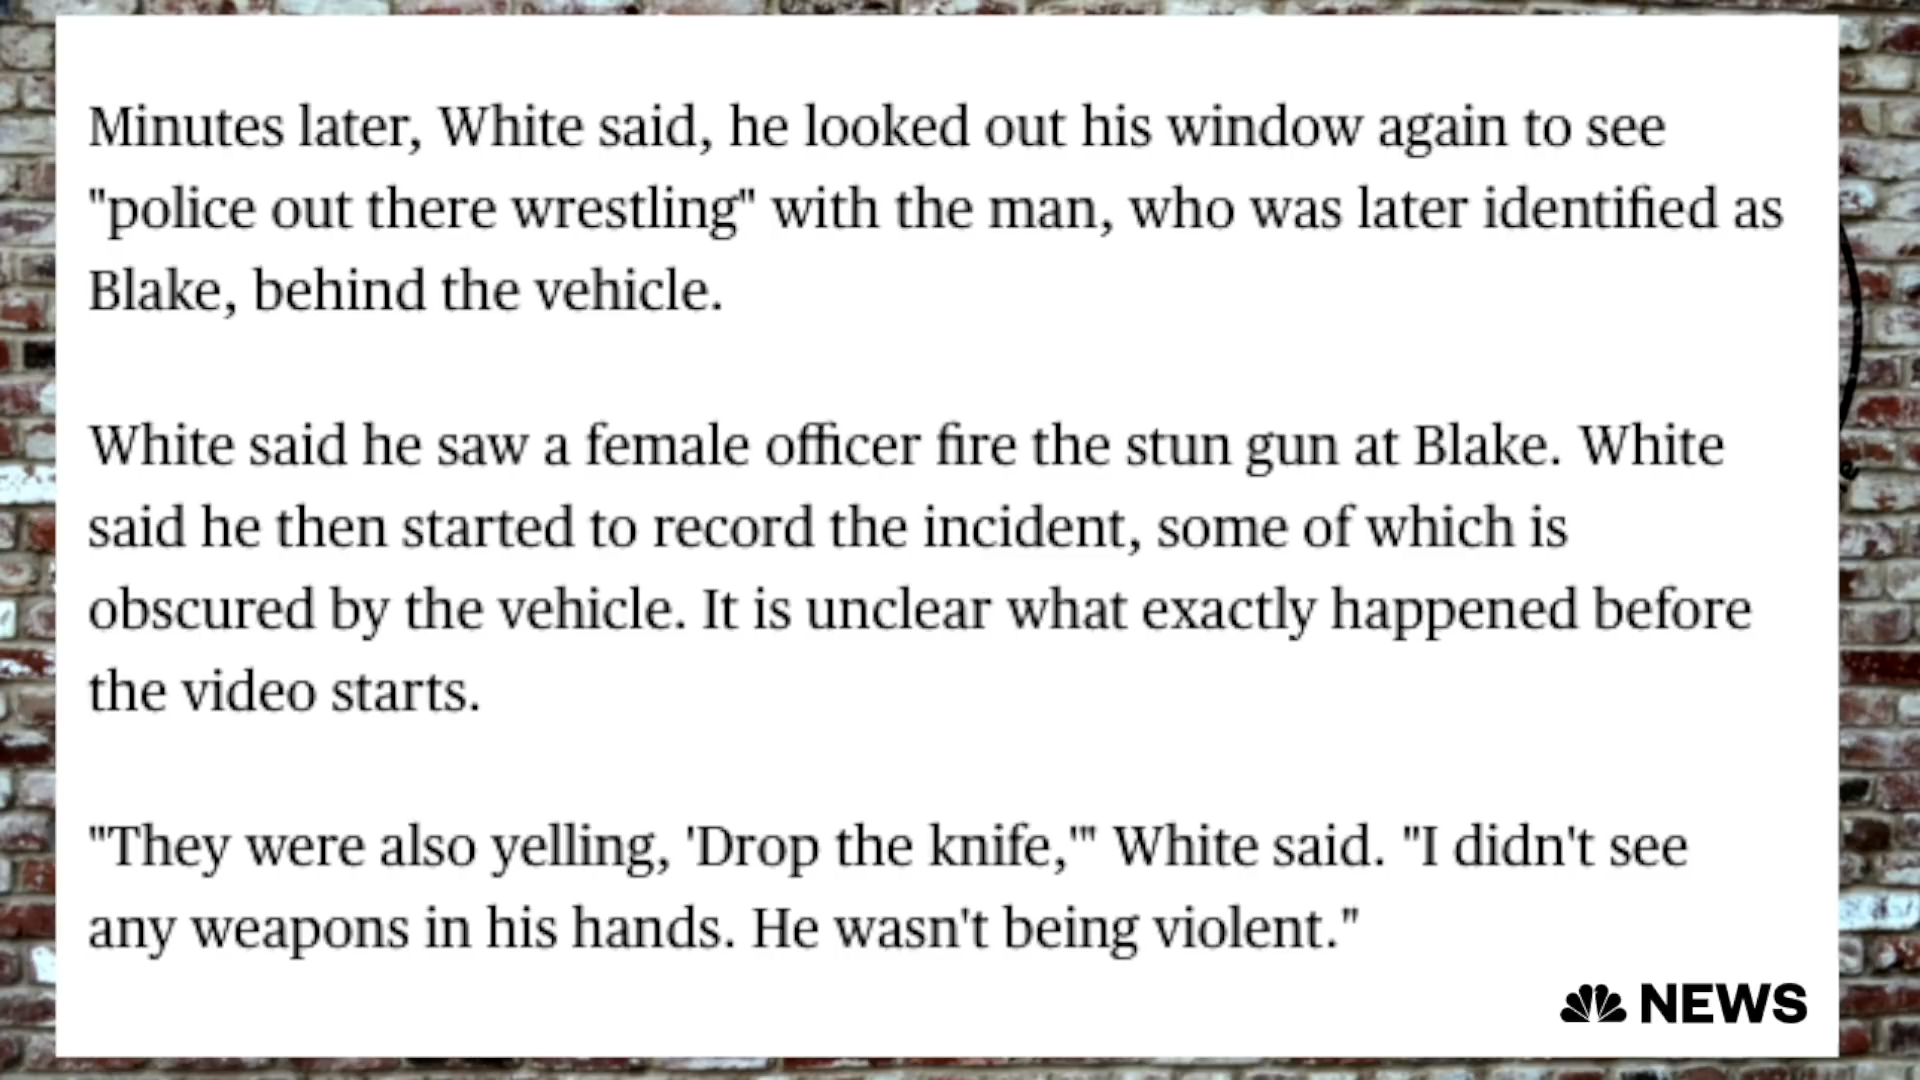 Minutes later, White said, he looked out his window again to see
"police out there wrestling" with the man, who was later identified as
Blake, behind the vehicle.
White said he saw a female officer fire the stun gun at Blake. White
said he then started to record the incident, some of which is
obscured by the vehicle. It is unclear what exactly happened before
the video starts.
"They were also yelling, 'Drop the knife,'" White said. "I didn't see
any weapons in his hands. He wasn't being violent."
NEWS